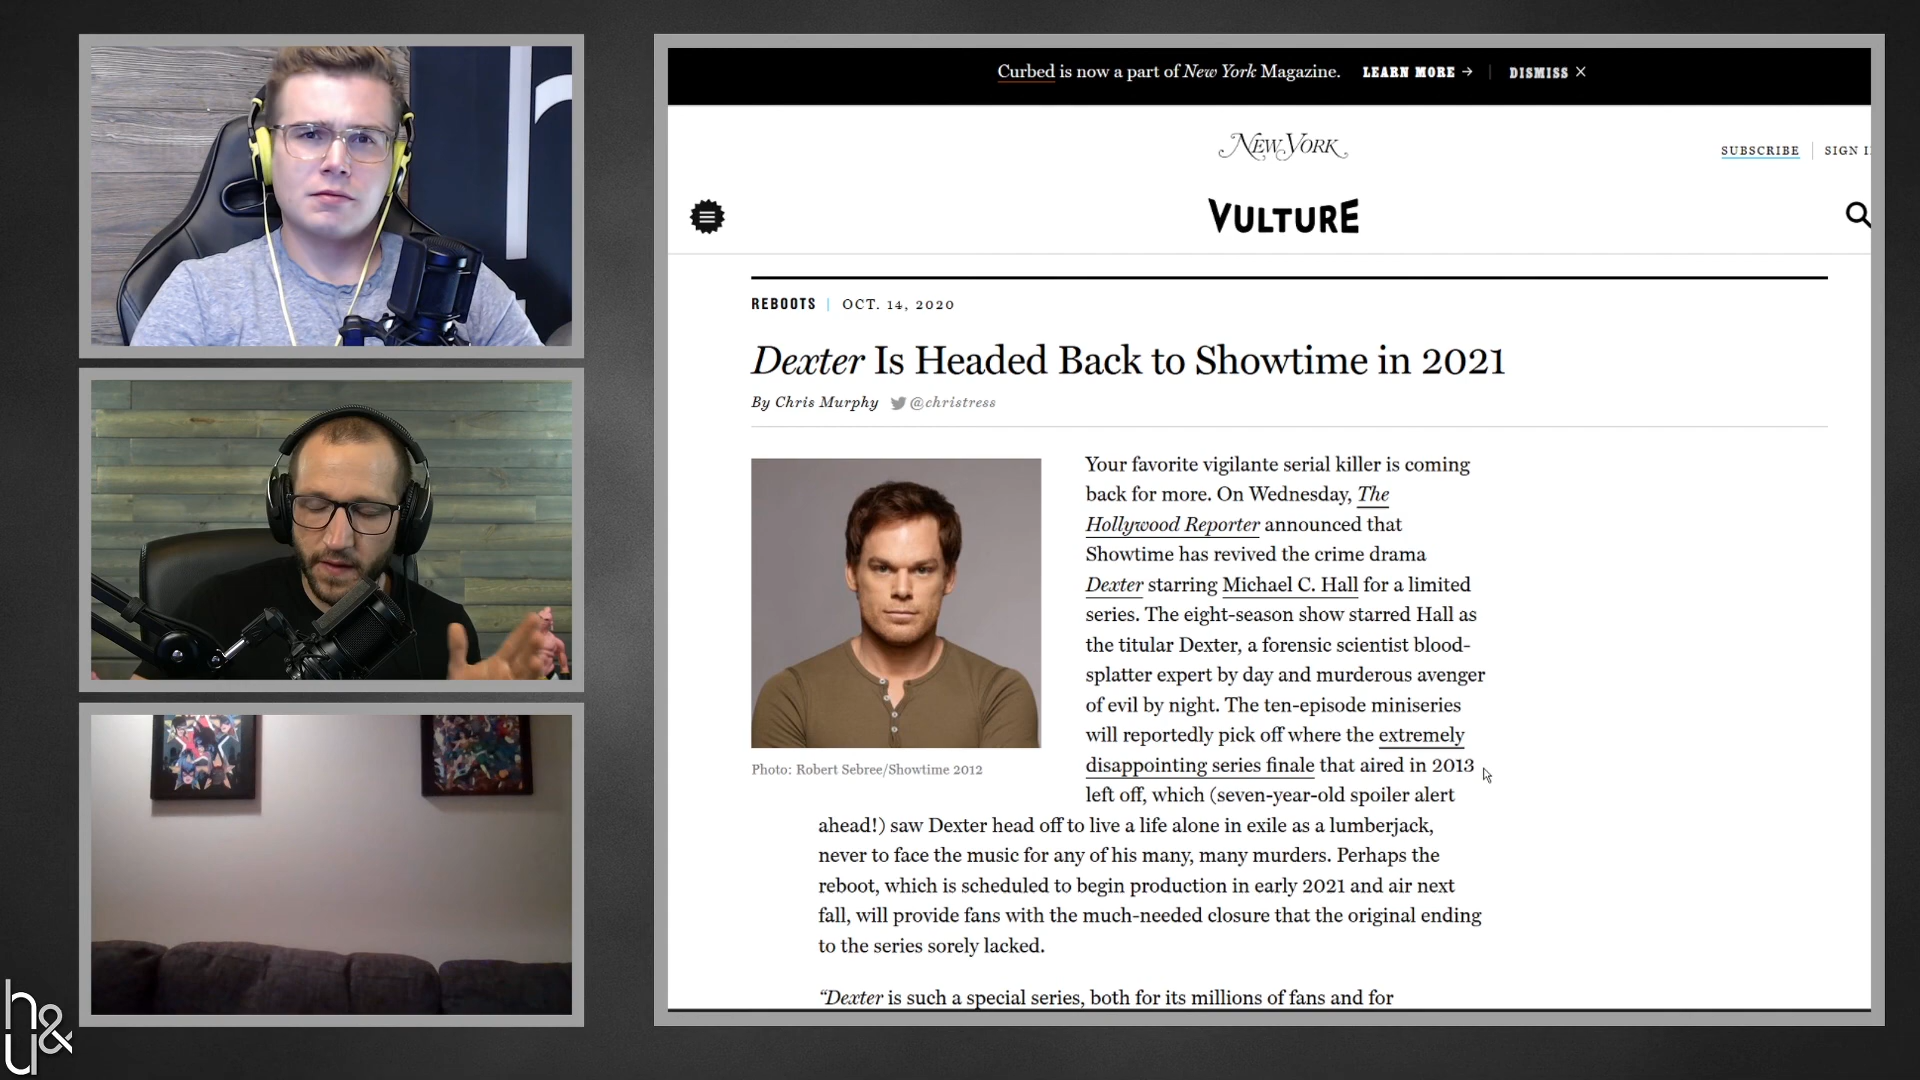 Curbed is now a part of New York Magazine. LEARN MORE → | DISMISS ×
NEW YORK
SUBSCRIBE | SIGN I
VULTURE
REBOOTS | OCT. 14, 2020
Dexter Is Headed Back to Showtime in 2021
By Chris Murphy @christress
Your favorite vigilante serial killer is coming
back for more. On Wednesday, The
Hollywood Reporter announced that
Showtime has revived the crime drama
Dexter starring Michael C. Hall for a limited
series. The eight-season show starred Hall as
the titular Dexter, a forensic scientist blood-
splatter expert by day and murderous avenger
of evil by night. The ten-episode miniseries
will reportedly pick off where the extremely
disappointing series finale that aired in 2013
left off, which (seven-year-old spoiler alert
Photo: Robert Sebree/Showtime 2012
ahead!) saw Dexter head off to live a life alone in exile as a lumberjack,
never to face the music for any of his many, many murders. Perhaps the
reboot, which is scheduled to begin production in early 2021 and air next
fall, will provide fans with the much-needed closure that the original ending
to the series sorely lacked.
“Dexter is such a special series, both for its millions of fans and for
h&u